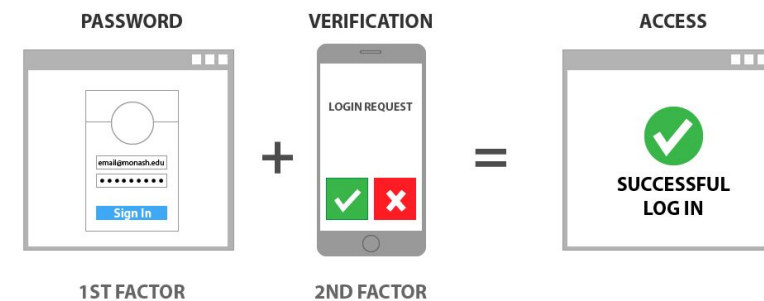 PASSWORD
VERIFICATION
ACCESS
LOGIN REQUEST
email@monash.edu
Sign In
SUCCESSFUL
LOG IN
1ST FACTOR
2ND FACTOR